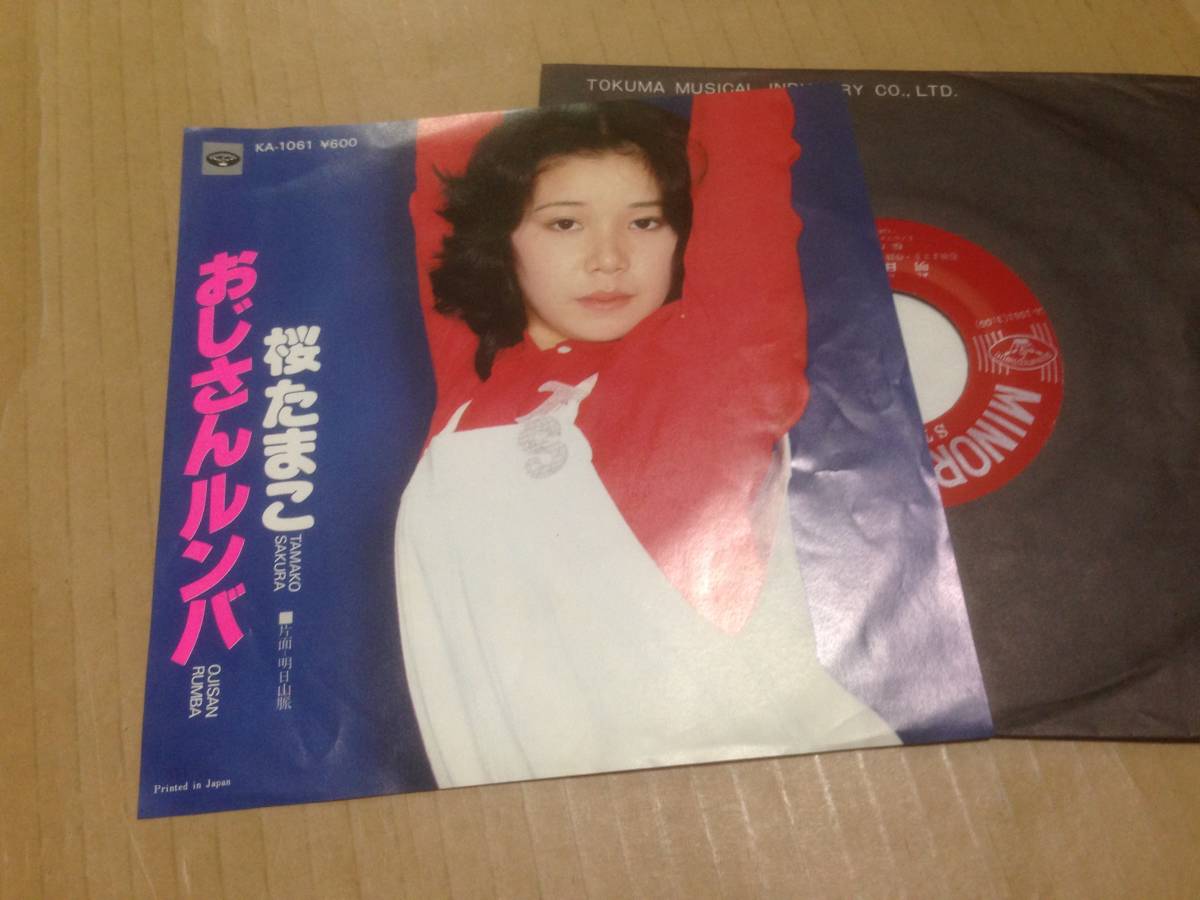 TOKUMA MUSICAL INDUSTRY CO., LTD.
KA-1061 ¥600
おじさんルンバ
OJISAN
RUMBA
桜たまこ
TAMAKO
SAKURA
■片面-明日山脈
Printed in Japan
MINOR